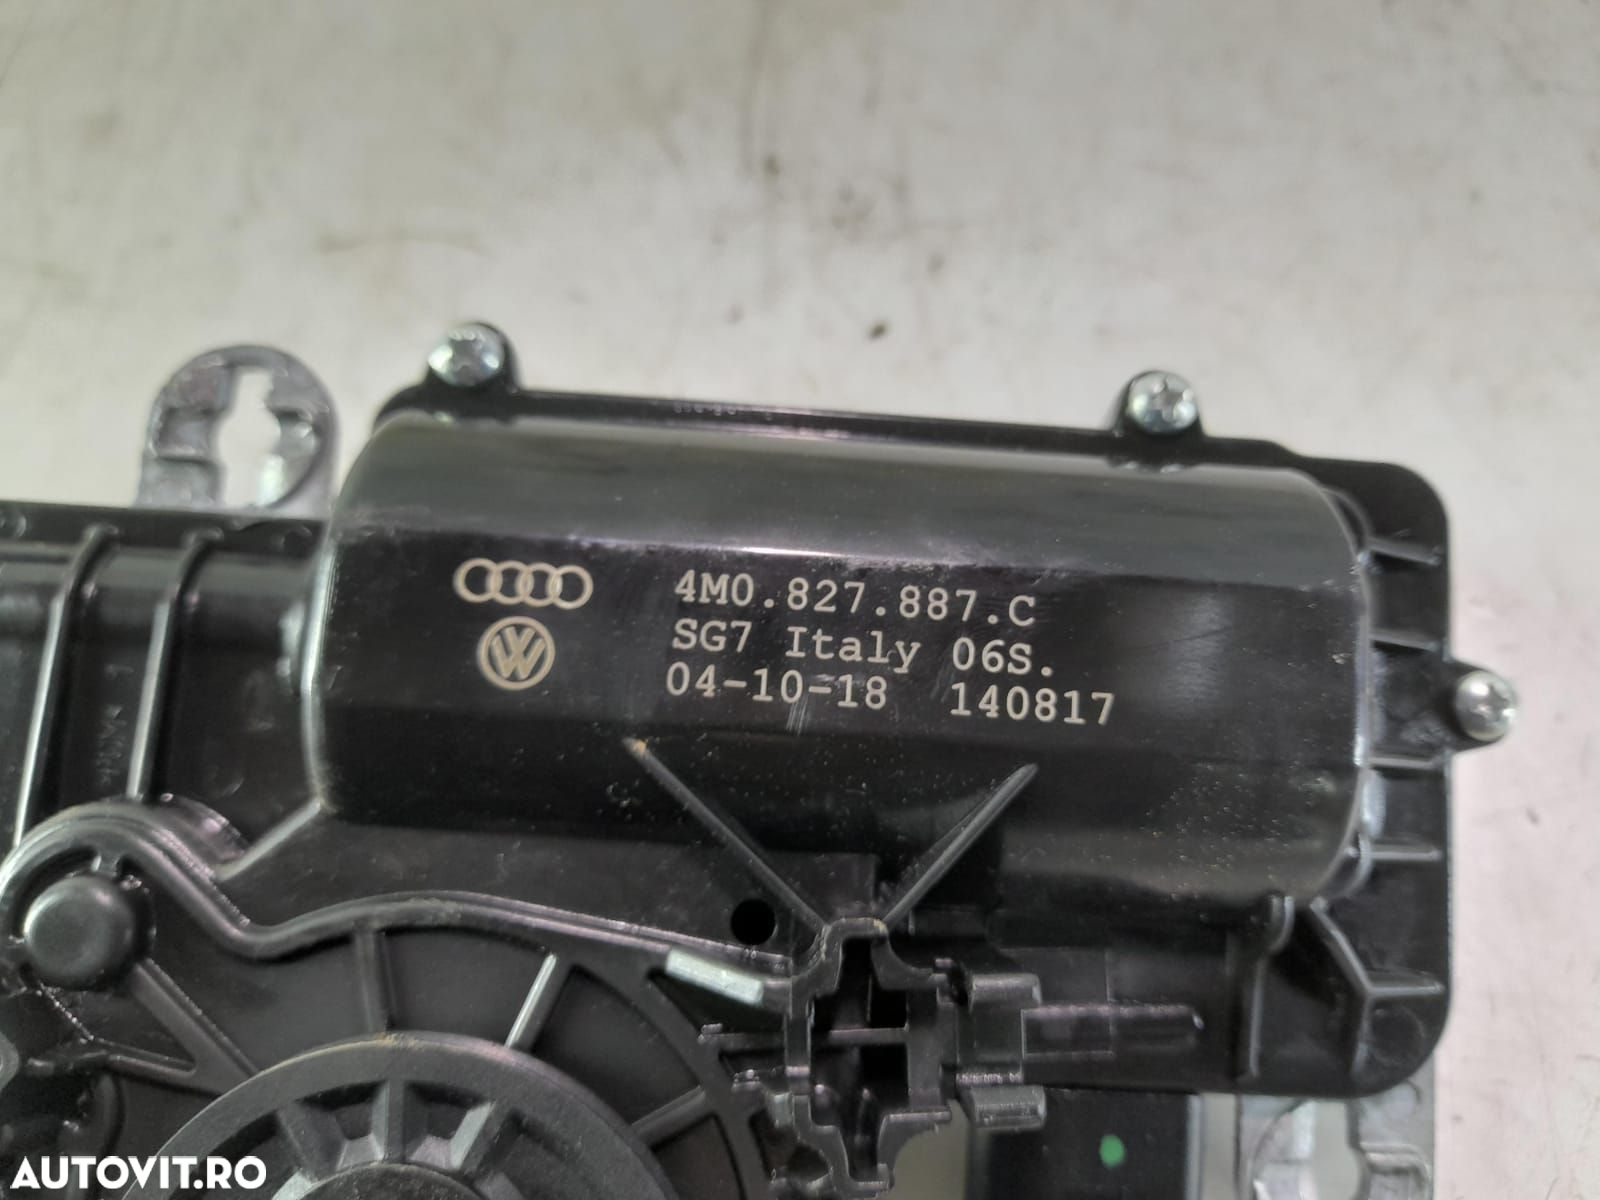 4M0.827.887.C
SG7 Italy 06S.
04-10-18 140817
AUTOVIT.RO